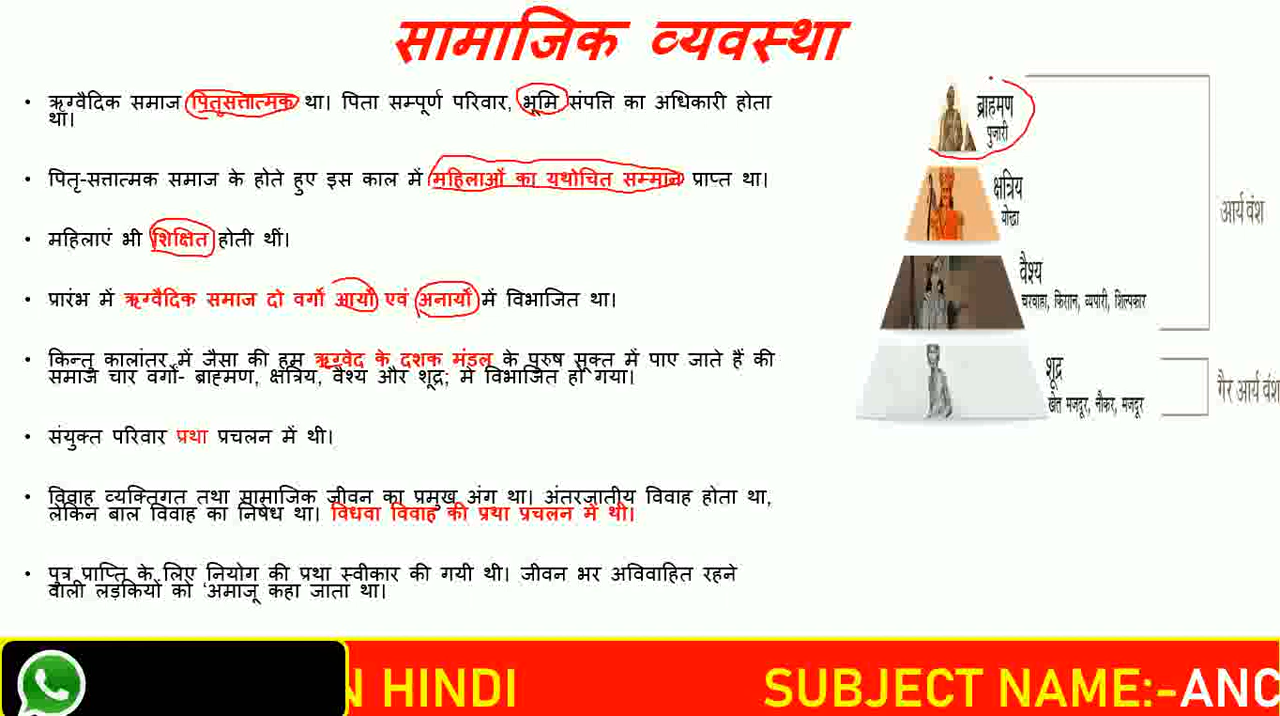 सामाजिक व्यवस्था
• ऋग्वैदिक समाज पितृसत्तात्मक था। पिता सम्पूर्ण परिवार, भूमि संपत्ति का अधिकारी होता
था।
• पितृ-सत्तात्मक समाज के होते हुए इस काल में महिलाओं का यथोचित सम्मान प्राप्त था।
• महिलाएं भी शिक्षित होती थीं।
• प्रारंभ में ऋग्वैदिक समाज दो वर्गों आर्यों एवं अनार्यों में विभाजित था।
• किन्तु कालांतर में जैसा की हम ऋग्वेद के दशक मंडल के पुरुष सूक्त में पाए जाते हैं की
समाज चार वर्गों- ब्राह्मण, क्षत्रिय, वैश्य और शूद्र; में विभाजित हो गया।
• संयुक्त परिवार प्रथा प्रचलन में थी।
• विवाह व्यक्तिगत तथा सामाजिक जीवन का प्रमुख अंग था। अंतरजातीय विवाह होता था,
लेकिन बाल विवाह का निषेध था। विधवा विवाह की प्रथा प्रचलन में थी।
• पुत्र प्राप्ति के लिए नियोग की प्रथा स्वीकार की गयी थी। जीवन भर अविवाहित रहने
वाली लड़कियों को ‘अमाजू कहा जाता था।
ब्राहमण
पुजारी
क्षत्रिय
योद्धा
वैश्य
चरवाहा, किसान, व्यपारी, शिल्पकार
शूद्र
खेत मजदूर, नौकर, मजदूर
आर्य वंश
गैर आर्य वंश
N HINDI SUBJECT NAME:-ANC